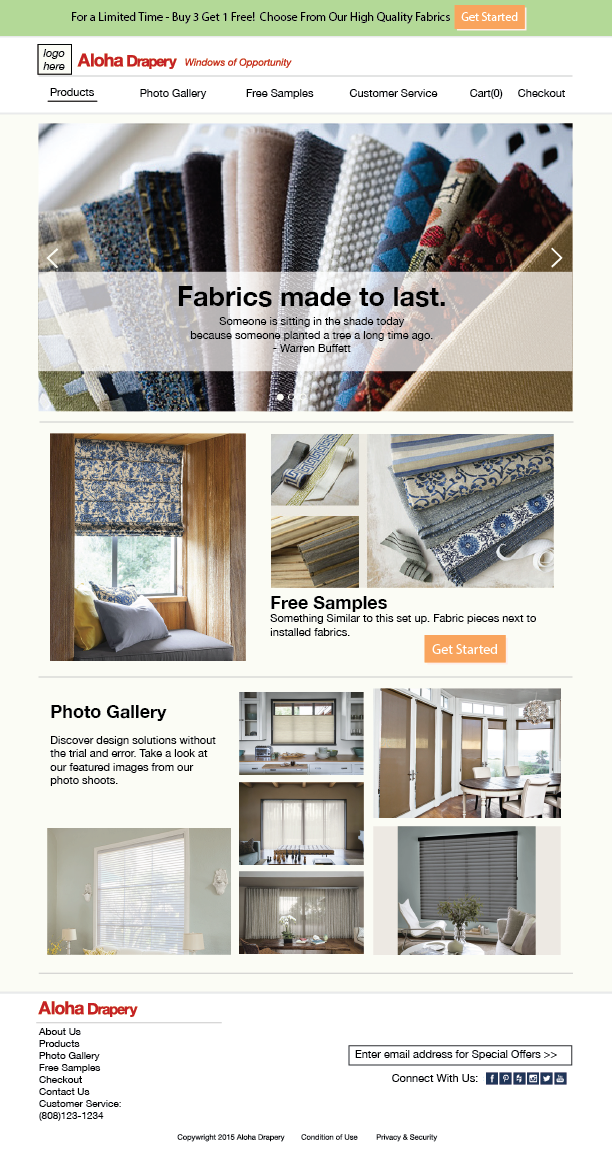 For a Limited Time - Buy 3 Get 1 Free!  Choose From Our High Quality Fabrics Get Started
logo
here
Aloha Drapery Windows of Opportunity
Products Photo Gallery Free Samples Customer Service Cart(0) Checkout
Fabrics made to last.
Someone is sitting in the shade today
because someone planted a tree a long time ago.
- Warren Buffett
Free Samples
Something Similar to this set up. Fabric pieces next to
installed fabrics.
Get Started
Photo Gallery
Discover design solutions without
the trial and error. Take a look at
our featured images from our
photo shoots.
Aloha Drapery
About Us
Products
Photo Gallery
Free Samples
Checkout
Contact Us
Customer Service:
(808)123-1234
Enter email address for Special Offers >>
Connect With Us:
Copyright 2015 Aloha Drapery Condition of Use Privacy & Security